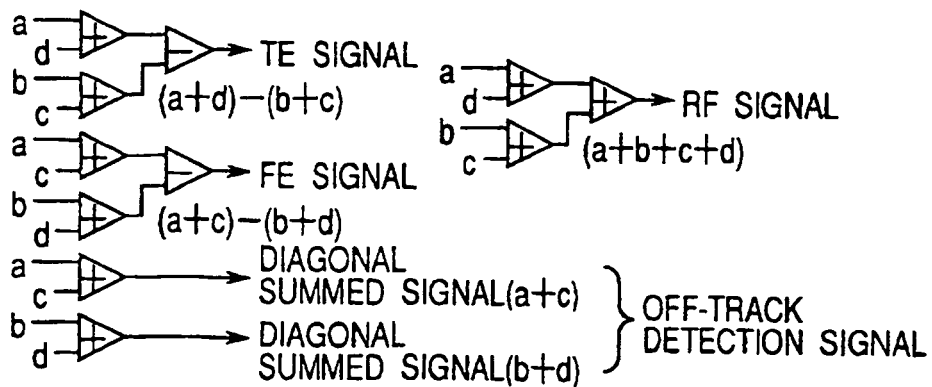 a
d
b
c
TE SIGNAL
(a+d)−(b+c)
a
c
b
d
FE SIGNAL
(a+c)−(b+d)
a
c
DIAGONAL
SUMMED SIGNAL(a+c)
b
d
DIAGONAL
SUMMED SIGNAL(b+d)
OFF-TRACK
DETECTION SIGNAL
a
d
b
c
RF SIGNAL
(a+b+c+d)